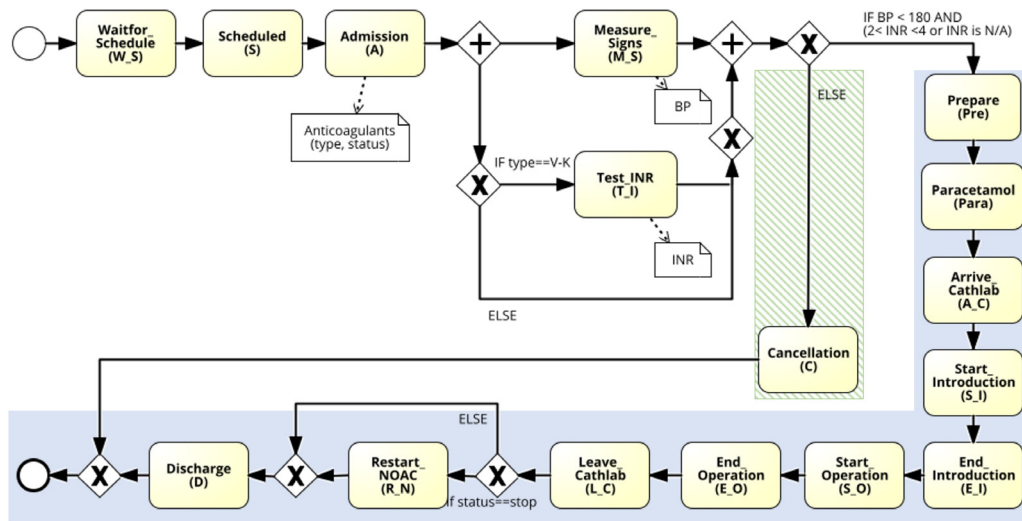 Waitfor_
Schedule
(W_S)
Scheduled
(S)
Admission
(A)
Measure_
Signs
(M_S)
IF BP < 180 AND
(2< INR <4 or INR is N/A)
Anticoagulants
(type, status)
BP
ELSE
Prepare
(Pre)
IF type==V-K
Test_INR
(T_I)
Paracetamol
(Para)
INR
Arrive_
Cathlab
(A_C)
ELSE
Cancellation
(C)
Start_
Introduction
(S_I)
ELSE
Discharge
(D)
Restart_
NOAC
(R_N)
If status==stop
Leave_
Cathlab
(L_C)
End_
Operation
(E_O)
Start_
Operation
(S_O)
End_
Introduction
(E_I)